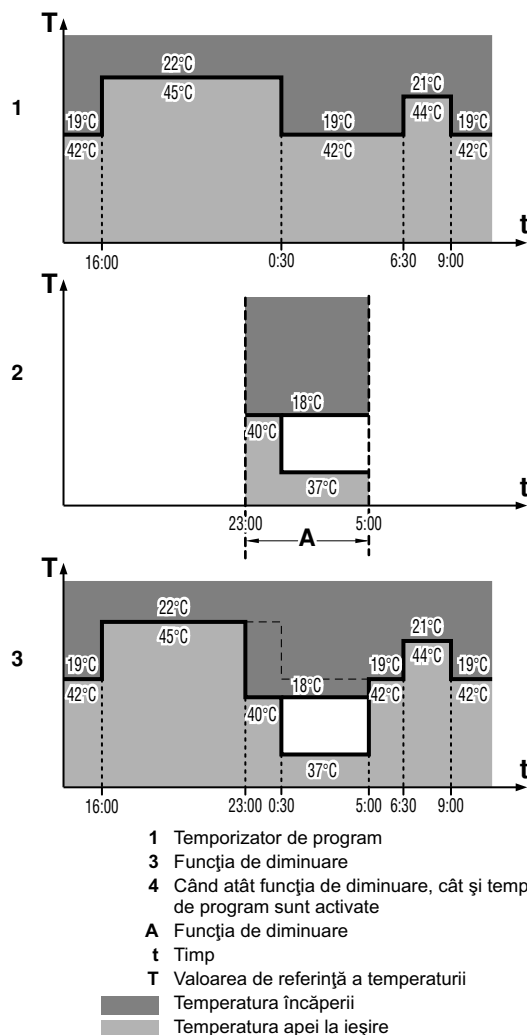 T
22°C
45°C
21°C
44°C
1
19°C 19°C 19°C
42°C 42°C 42°C
t
16:00 0:30 6:30 9:00
T
2
18°C
40°C
37°C
t
23:00 5:00
A
T
22°C
45°C
21°C
44°C
3
19°C 18°C 19°C 19°C
42°C 40°C 42°C 42°C
37°C
t
16:00 23:00 0:30 5:00 6:30 9:00
1 Temporizator de program
3 Funcţia de diminuare
4 Când atât funcţia de diminuare, cât şi temp
de program sunt activate
A Funcţia de diminuare
t Timp
T Valoarea de referinţă a temperaturii
Temperatura încăperii
Temperatura apei la ieşire